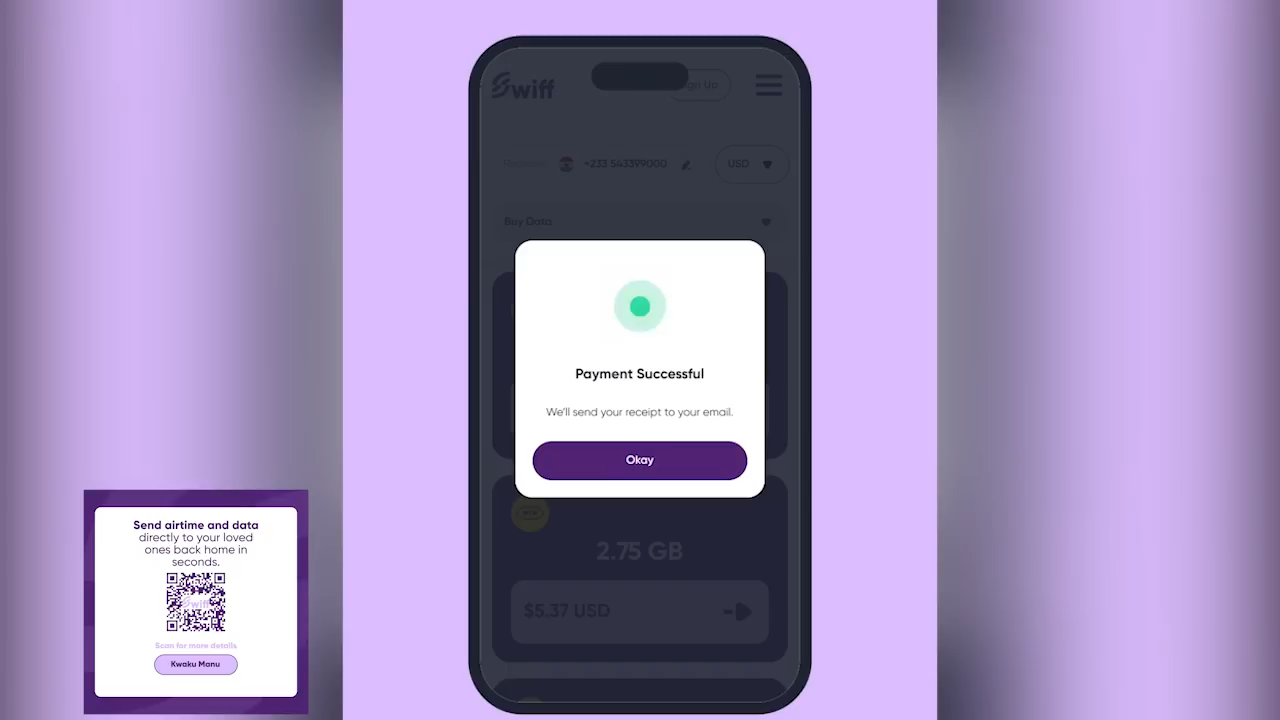 Swiff
Sign Up
+233 543399000
USD
Buy Data
Payment Successful
We'll send your receipt to your email.
Okay
2.75 GB
$5.37 USD
Send airtime and data
directly to your loved
ones back home in
seconds.
Swiff
Scan for more details
Kwaku Manu